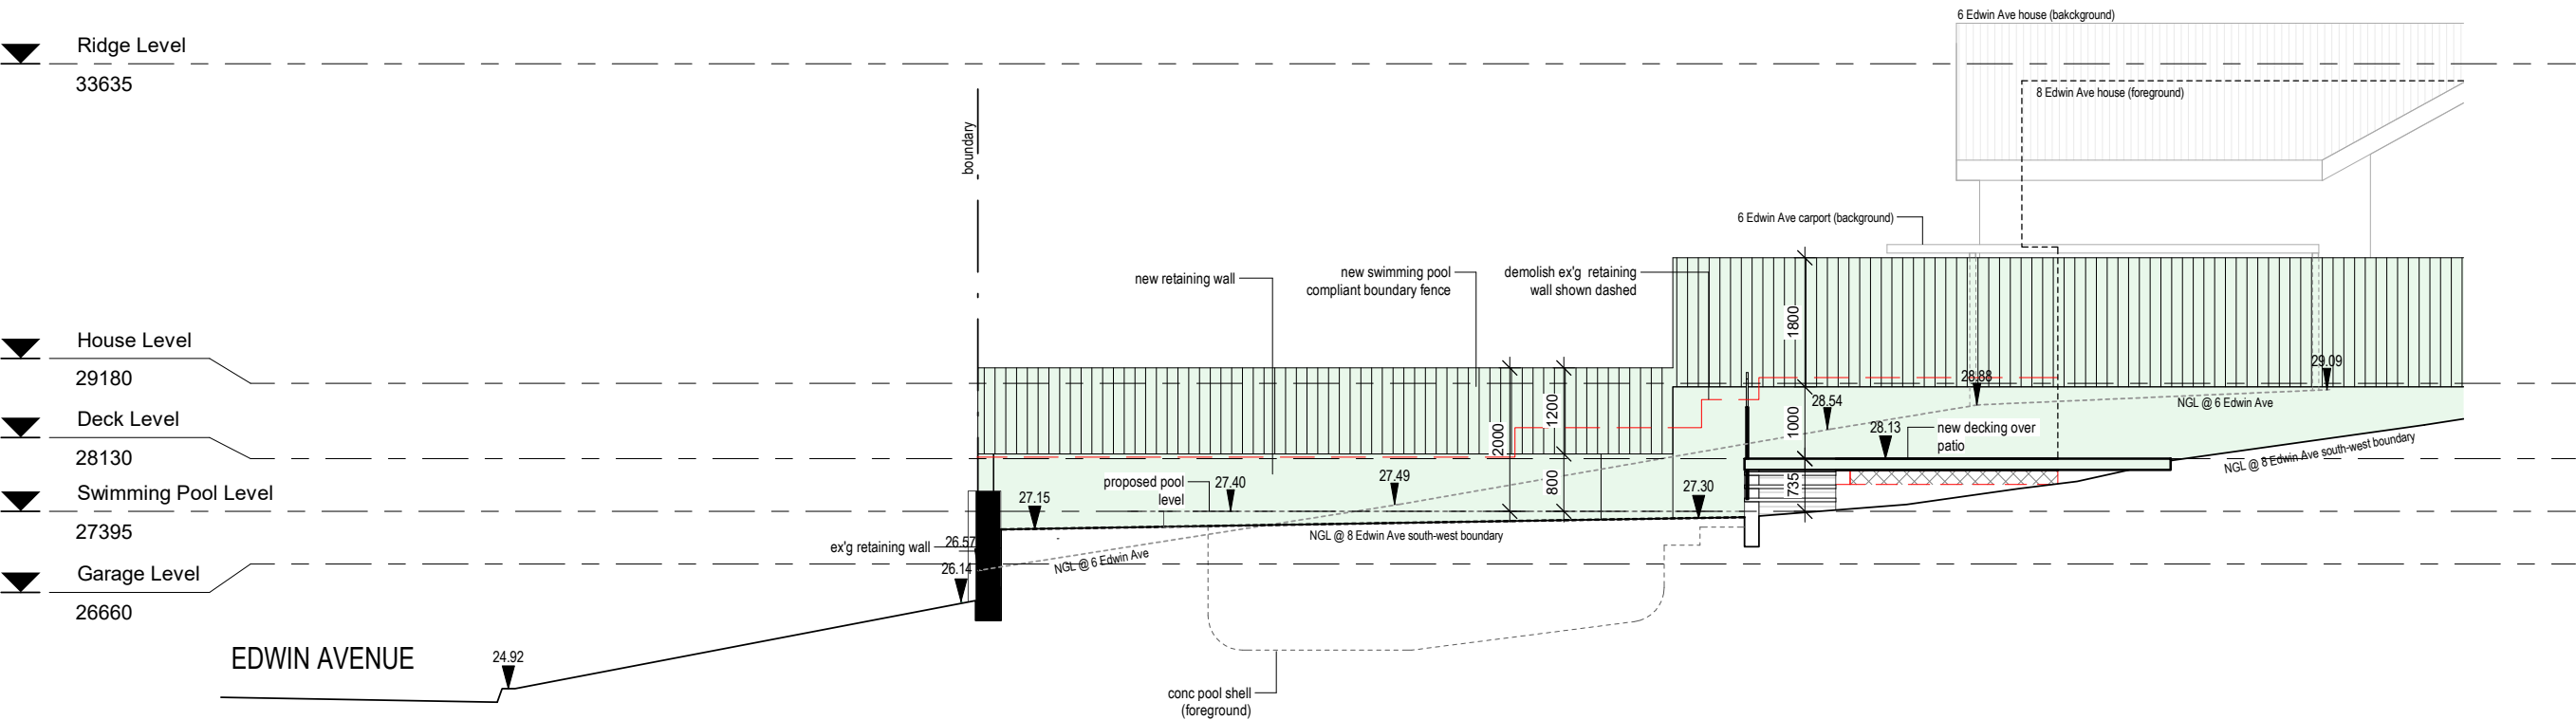 6 Edwin Ave house (bakckground)
Ridge Level
33635
8 Edwin Ave house (foreground)
boundary
6 Edwin Ave carport (background)
new retaining wall
new swimming pool
compliant boundary fence
demolish ex'g retaining
wall shown dashed
1800
House Level
29180
29.09
28.88
NGL @ 6 Edwin Ave
28.54
1200
2000
1000
Deck Level
28130
28.13
new decking over
patio
NGL @ 8 Edwin Ave south-west boundary
proposed pool
level
27.40
27.49
800
735
27.30
27.15
Swimming Pool Level
27395
NGL @ 8 Edwin Ave south-west boundary
ex'g retaining wall
26.57
26.14
NGL @ 6 Edwin Ave
Garage Level
26660
EDWIN AVENUE
24.92
conc pool shell
(foreground)